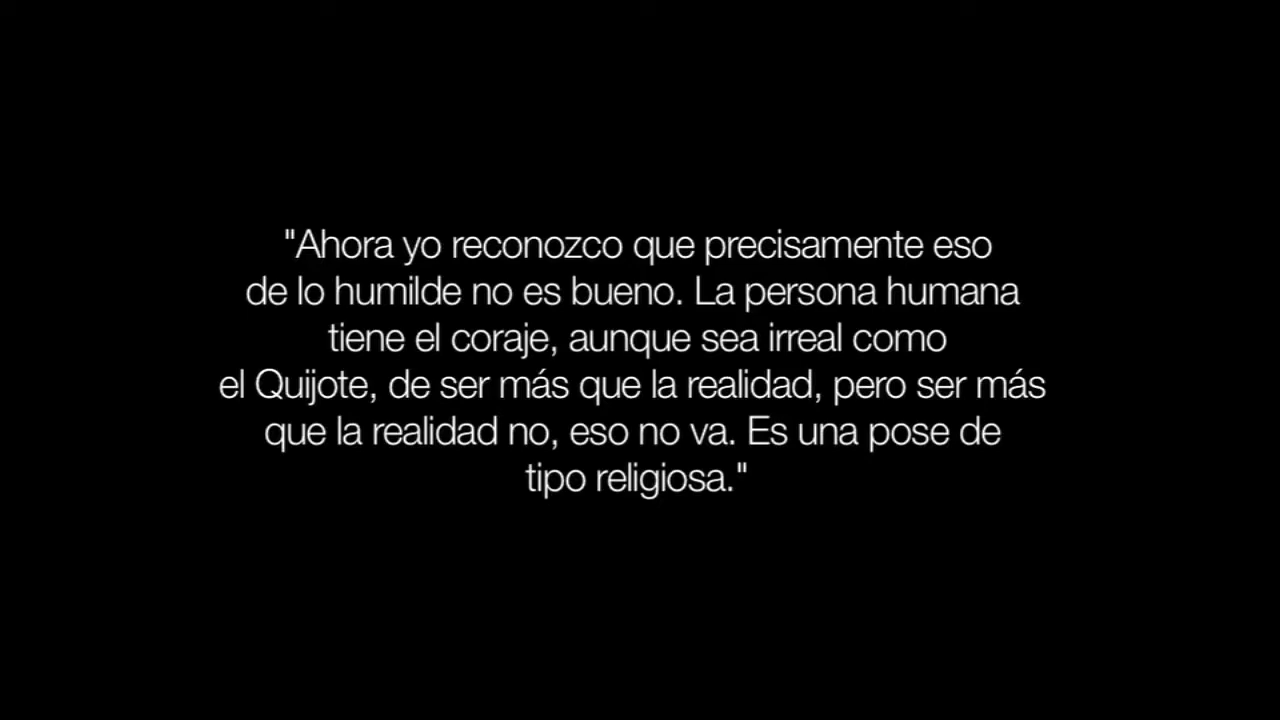 "Ahora yo reconozco que precisamente eso
de lo humilde no es bueno. La persona humana
tiene el coraje, aunque sea irreal como
el Quijote, de ser más que la realidad, pero ser más
que la realidad no, eso no va. Es una pose de
tipo religiosa."